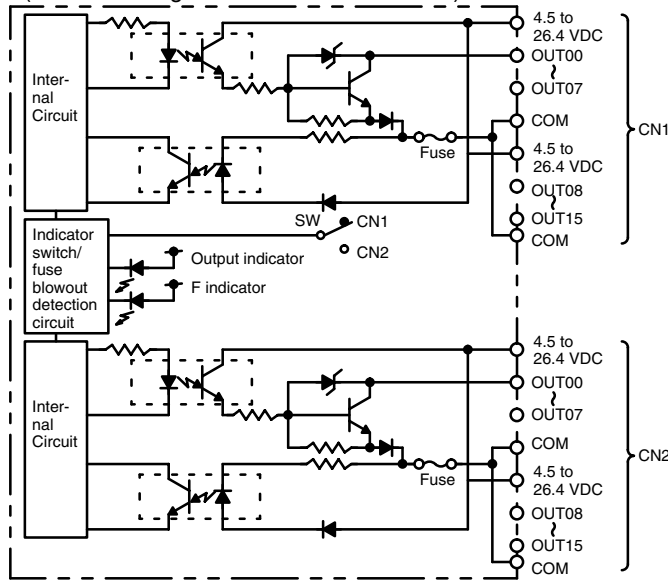 4.5 to
26.4 VDC
OUT00
OUT07
COM
4.5 to
26.4 VDC
OUT08
OUT15
COM
CN1
Inter-
nal
Circuit
Fuse
SW
CN1
CN2
Indicator
switch/
fuse
blowout
detection
circuit
Output indicator
F indicator
4.5 to
26.4 VDC
OUT00
OUT07
COM
4.5 to
26.4 VDC
OUT08
OUT15
COM
CN2
Inter-
nal
Circuit
Fuse